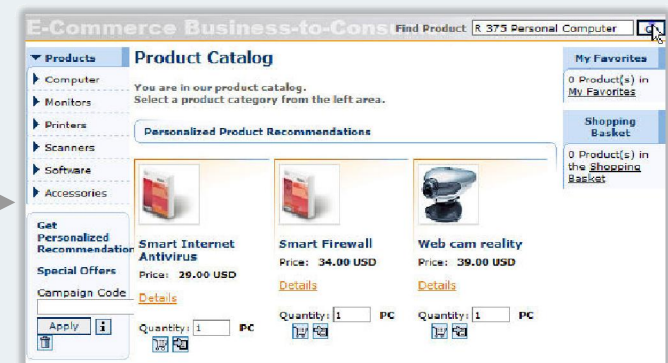 E-Commerce Business-to-Consu
Find Product R 375 Personal Computer
Products
Computer
Monitors
Printers
Scanners
Software
Accessories
Get
Personalized
Recommendation
Special Offers
Campaign Code
Apply i
Product Catalog
You are in our product catalog.
Select a product category from the left area.
Personalized Product Recommendations
Smart Internet
Antivirus
Price: 29.00 USD
Details
Quantity: 1 PC
Smart Firewall
Price: 34.00 USD
Details
Quantity: 1 PC
Web cam reality
Price: 39.00 USD
Details
Quantity: 1 PC
My Favorites
0 Product(s) in
My Favorites
Shopping
Basket
0 Product(s) in
the Shopping
Basket